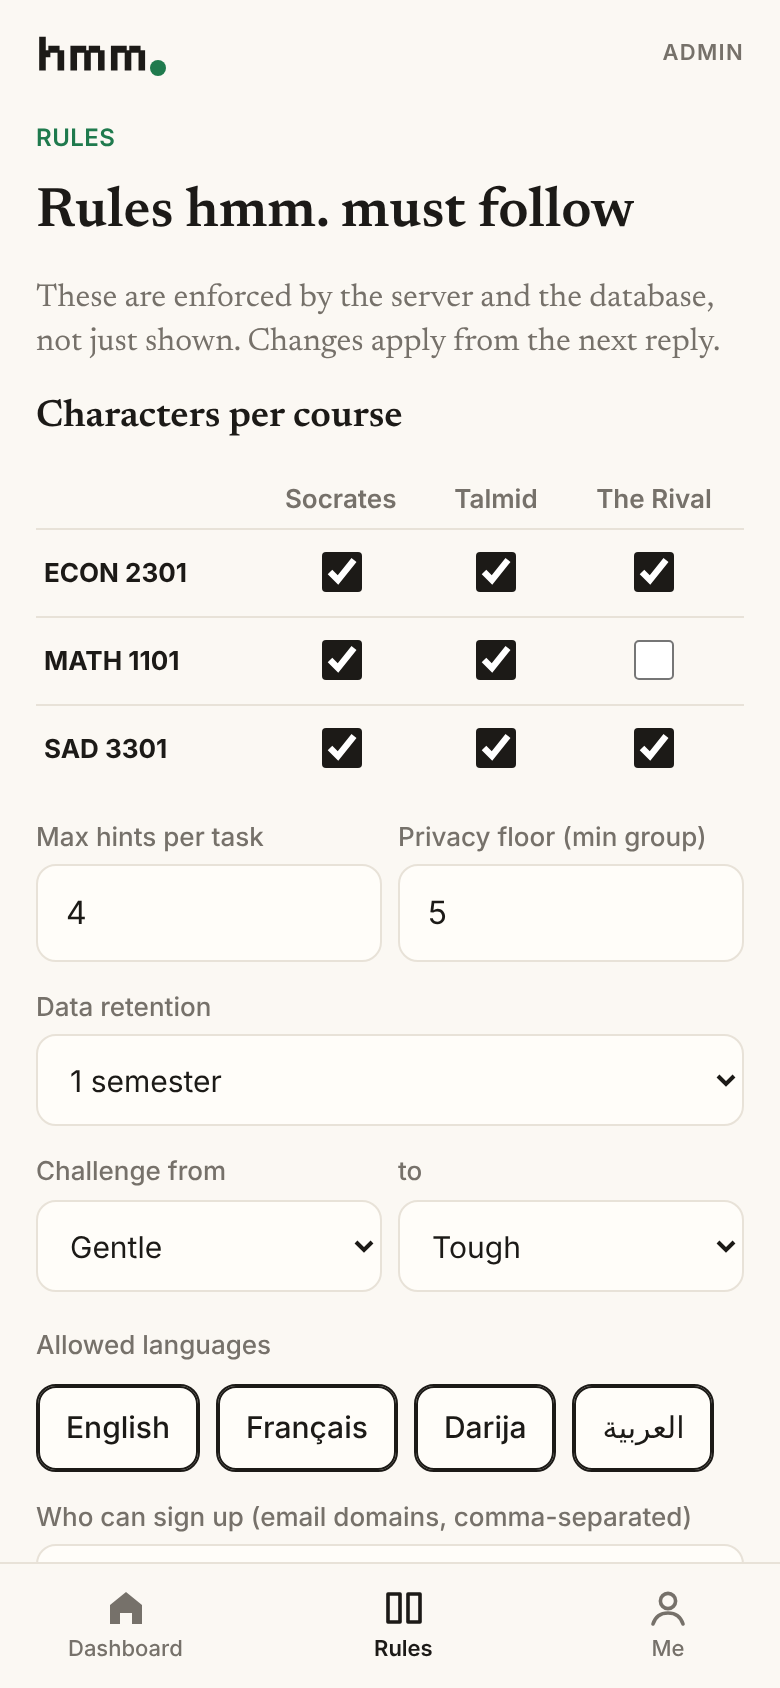 hmm.
ADMIN
RULES
Rules hmm. must follow
These are enforced by the server and the database,
not just shown. Changes apply from the next reply.
Characters per course
Socrates Talmid The Rival
ECON 2301
MATH 1101
SAD 3301
Max hints per task Privacy floor (min group)
4 5
Data retention
1 semester
Challenge from to
Gentle Tough
Allowed languages
English Français Darija العربية
Who can sign up (email domains, comma-separated)
Dashboard Rules Me